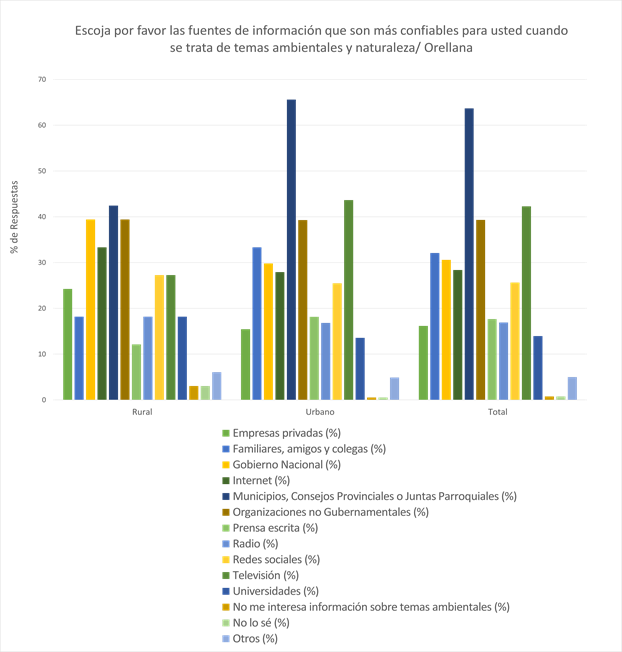 Escoja por favor las fuentes de información que son más confiables para usted cuando
se trata de temas ambientales y naturaleza/ Orellana
% de Respuestas
70
60
50
40
30
20
10
0
Rural
Urbano
Total
Empresas privadas (%)
Familiares, amigos y colegas (%)
Gobierno Nacional (%)
Internet (%)
Municipios, Consejos Provinciales o Juntas Parroquiales (%)
Organizaciones no Gubernamentales (%)
Prensa escrita (%)
Radio (%)
Redes sociales (%)
Televisión (%)
Universidades (%)
No me interesa información sobre temas ambientales (%)
No lo sé (%)
Otros (%)